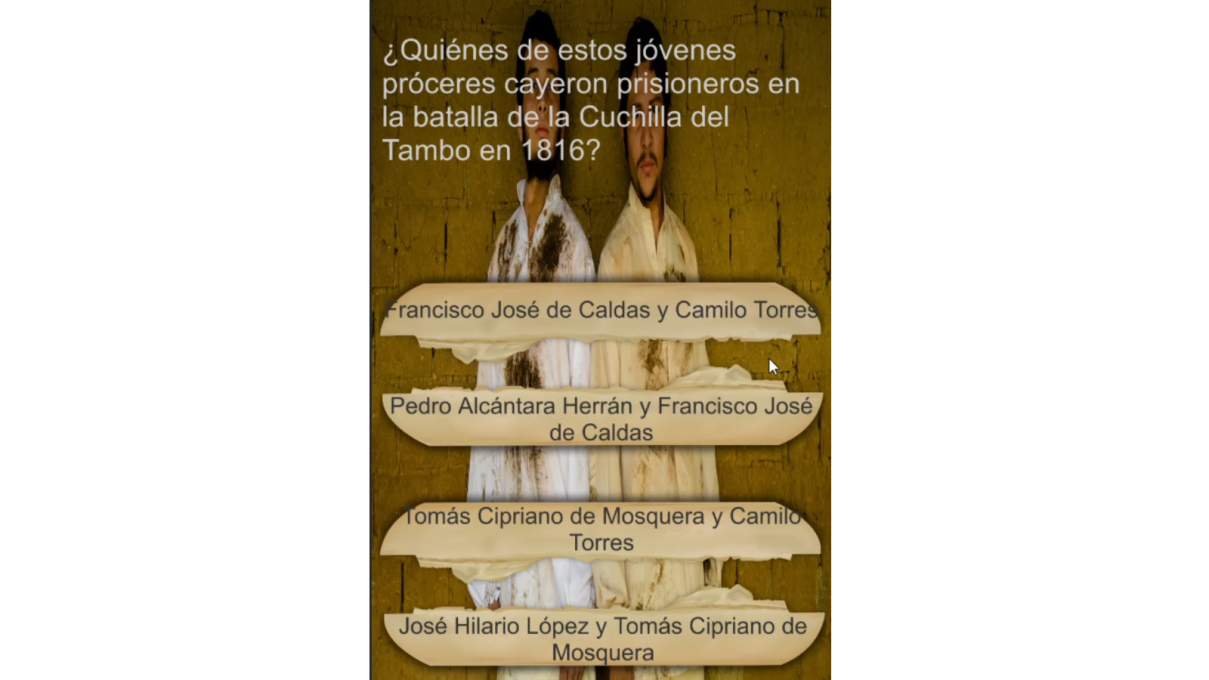 ¿Quiénes de estos jóvenes
próceres cayeron prisioneros en
la batalla de la Cuchilla del
Tambo en 1816?
Francisco José de Caldas y Camilo Torres
Pedro Alcántara Herrán y Francisco José
de Caldas
Tomás Cipriano de Mosquera y Camilo
Torres
José Hilario López y Tomás Cipriano de
Mosquera